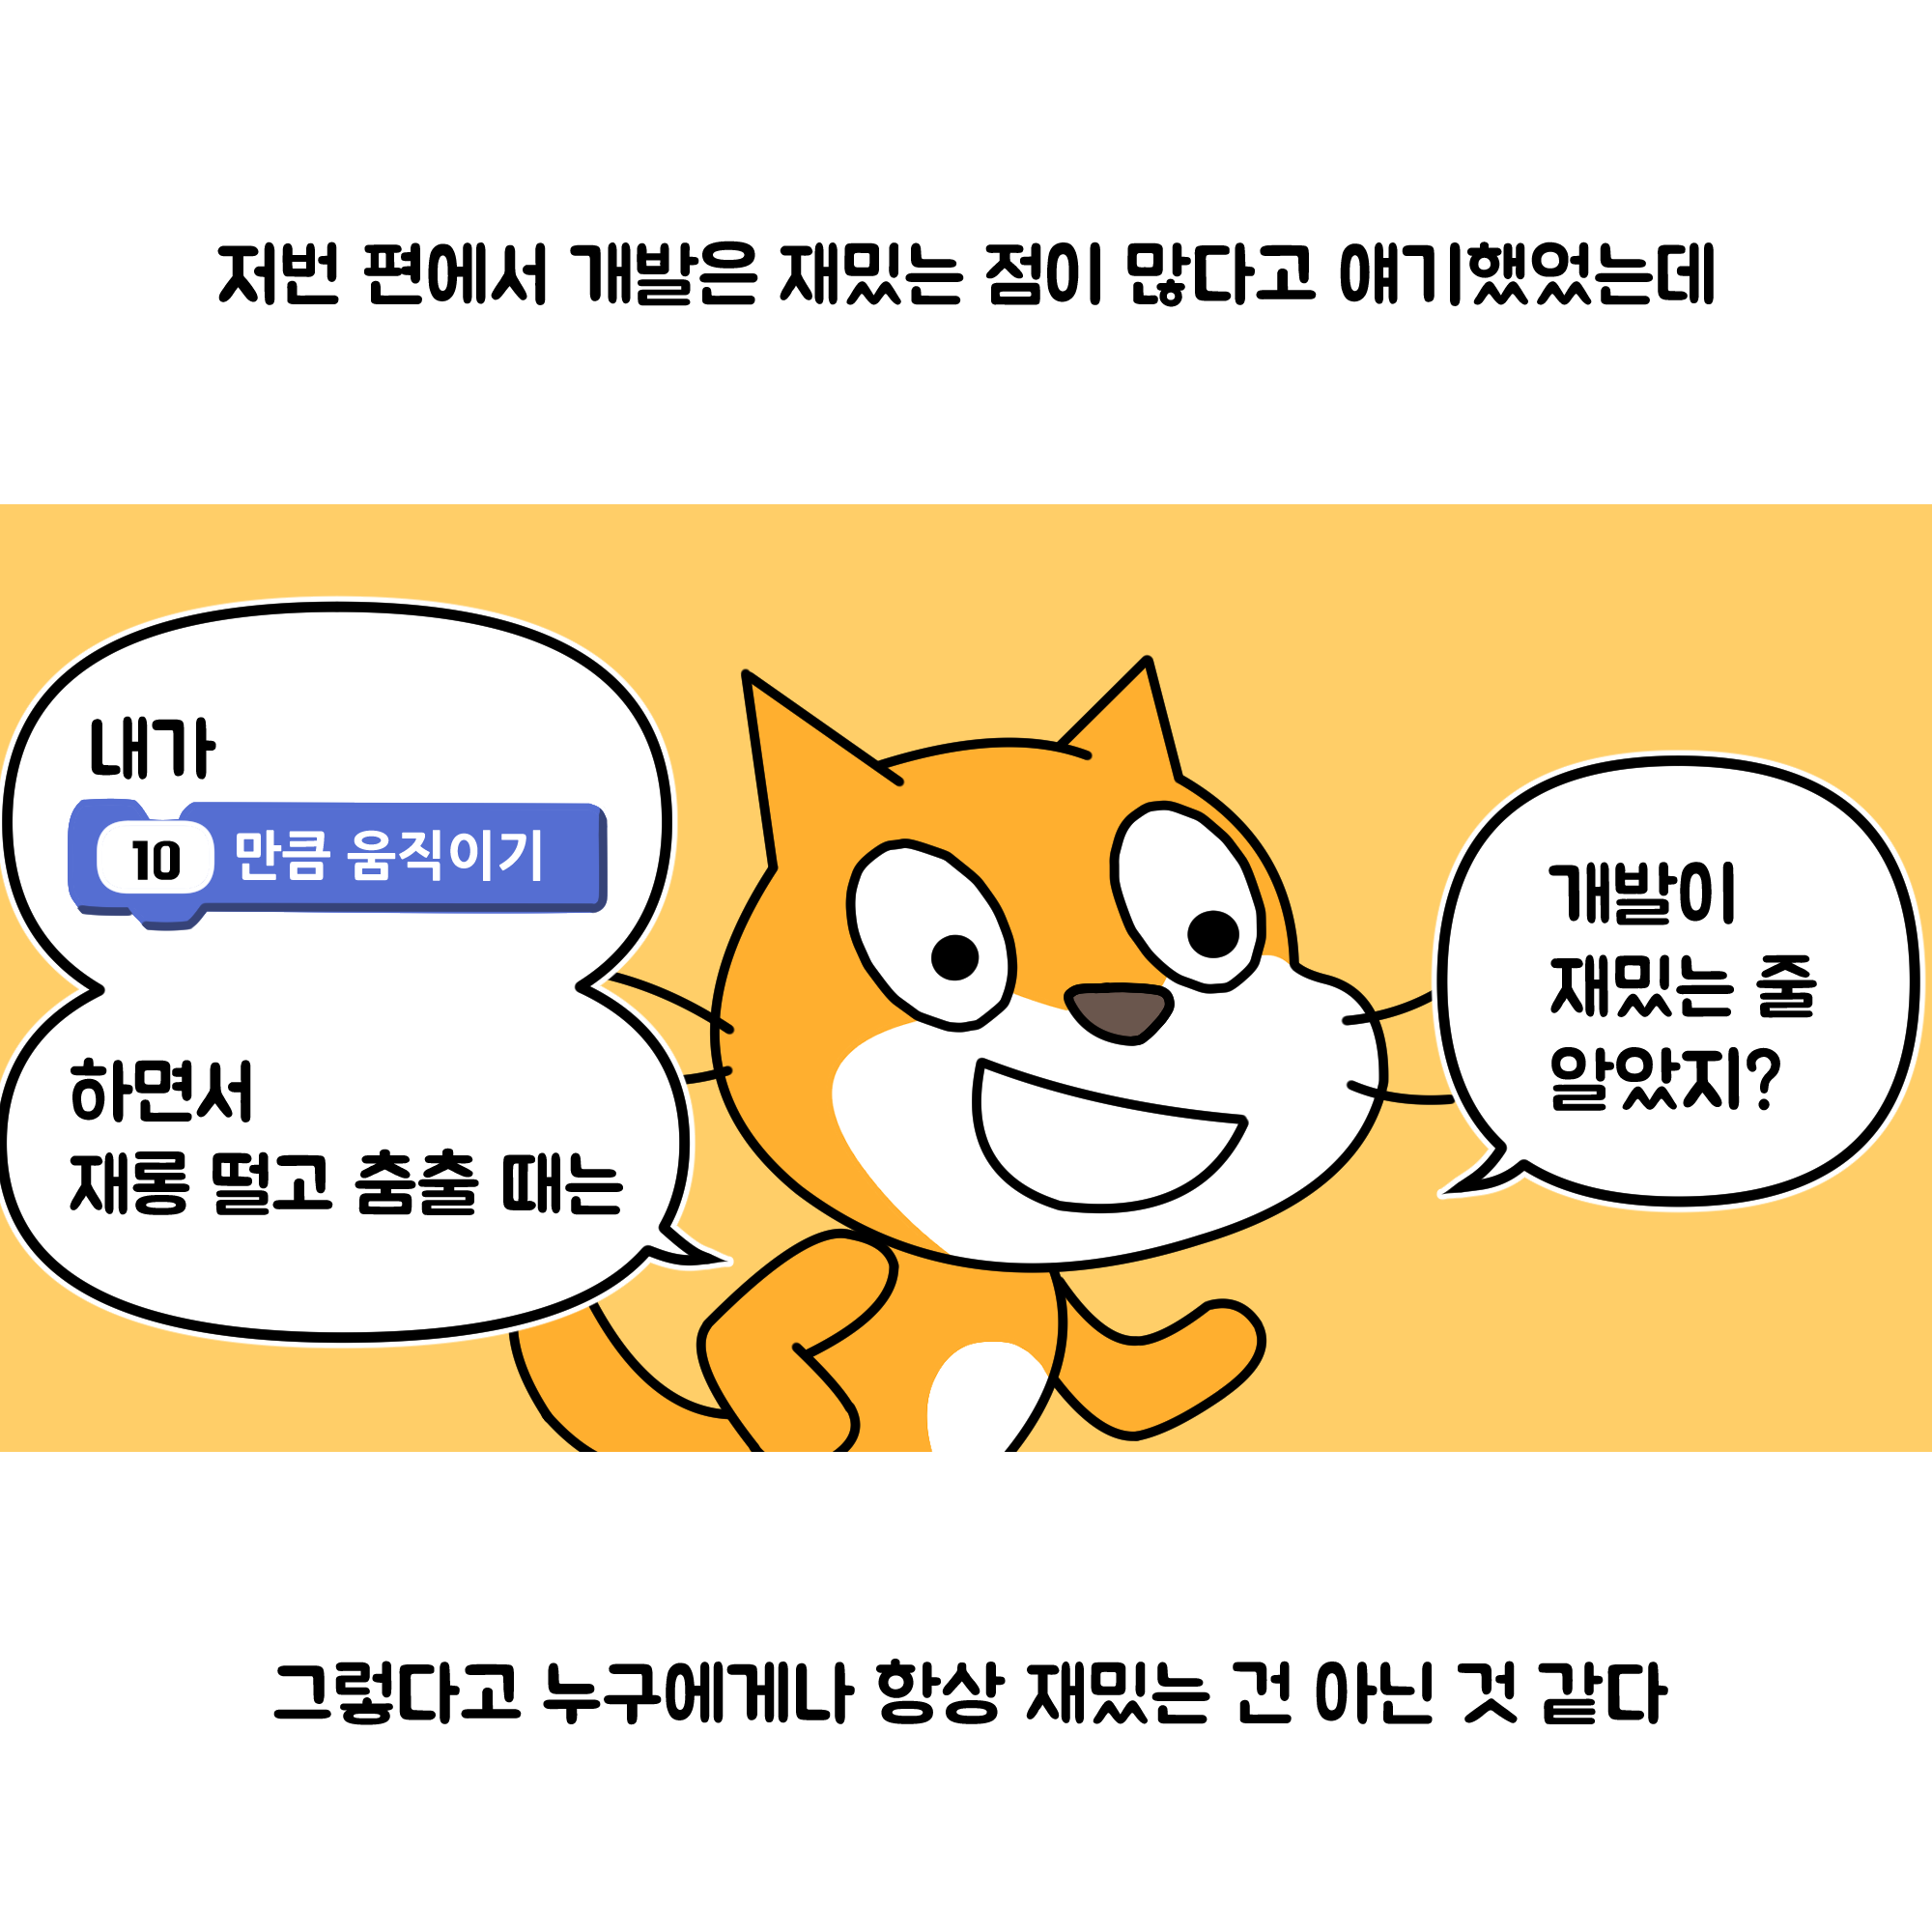 저번 편에서 개발은 재밌는 점이 많다고 얘기했었는데
내가
10 만큼 움직이기
하면서
재롱 떨고 춤출 때는
개발이
재밌는 줄
알았지?
그렇다고 누구에게나 항상 재밌는 건 아닌 것 같다